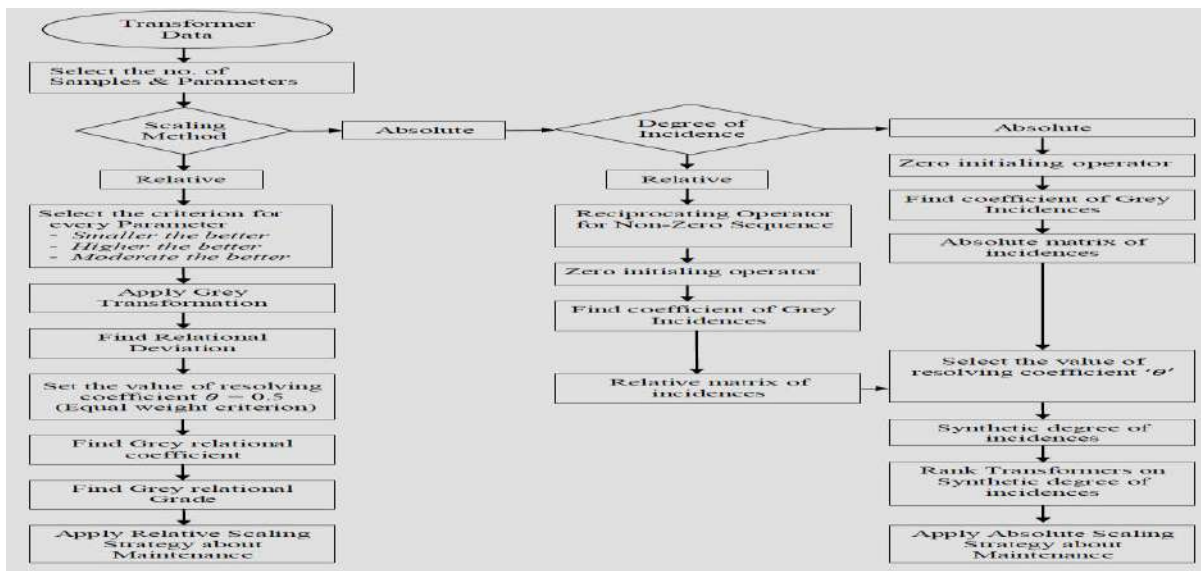 Transformer
Data
Select the no. of
Samples & Parameters
Scaling
Method
Relative
Select the criterion for
every Parameter
- Smaller the better
- Higher the better
- Moderate the better
Apply Grey
Transformation
Find Relational
Deviation
Set the value of resolving
coefficient θ = 0.5
(Equal weight criterion)
Find Grey relational
coefficient
Find Grey relational
Grade
Apply Relative Scaling
Strategy about
Maintenance
Absolute
Degree of
Incidence
Relative
Reciprocating Operator
for Non-Zero Sequence
Zero initialing operator
Find coefficient of Grey
Incidences
Relative matrix of
incidences
Absolute
Zero initialing operator
Find coefficient of Grey
Incidences
Absolute matrix of
incidences
Select the value of
resolving coefficient ‘θ’
Synthetic degree of
incidences
Rank Transformers on
Synthetic degree of
incidences
Apply Absolute Scaling
Strategy about
Maintenance